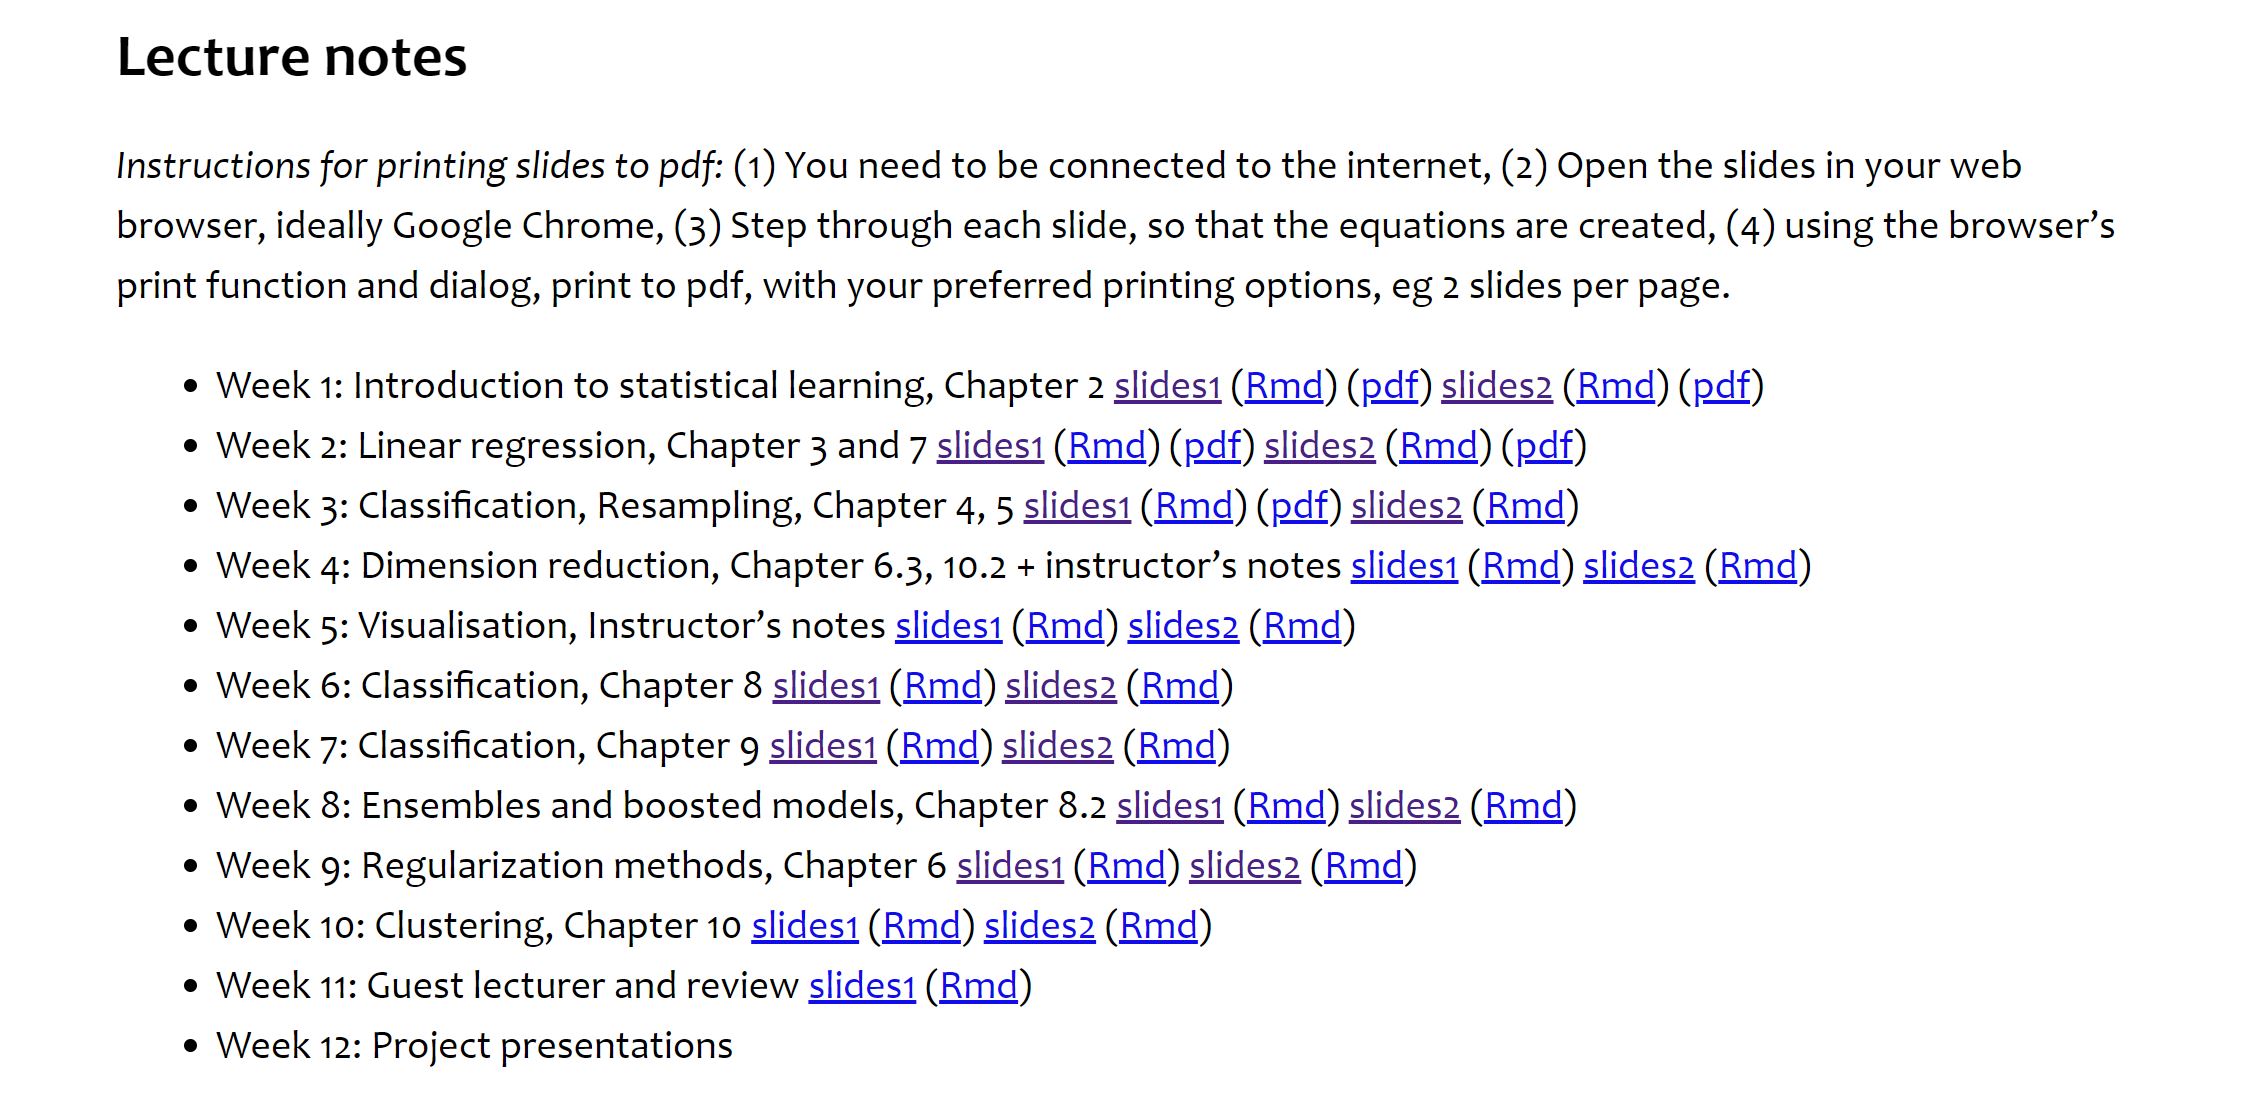 Lecture notes
Instructions for printing slides to pdf: (1) You need to be connected to the internet, (2) Open the slides in your web
browser, ideally Google Chrome, (3) Step through each slide, so that the equations are created, (4) using the browser’s
print function and dialog, print to pdf, with your preferred printing options, eg 2 slides per page.
• Week 1: Introduction to statistical learning, Chapter 2 slides1 (Rmd) (pdf) slides2 (Rmd) (pdf)
• Week 2: Linear regression, Chapter 3 and 7 slides1 (Rmd) (pdf) slides2 (Rmd) (pdf)
• Week 3: Classification, Resampling, Chapter 4, 5 slides1 (Rmd) (pdf) slides2 (Rmd)
• Week 4: Dimension reduction, Chapter 6.3, 10.2 + instructor’s notes slides1 (Rmd) slides2 (Rmd)
• Week 5: Visualisation, Instructor’s notes slides1 (Rmd) slides2 (Rmd)
• Week 6: Classification, Chapter 8 slides1 (Rmd) slides2 (Rmd)
• Week 7: Classification, Chapter 9 slides1 (Rmd) slides2 (Rmd)
• Week 8: Ensembles and boosted models, Chapter 8.2 slides1 (Rmd) slides2 (Rmd)
• Week 9: Regularization methods, Chapter 6 slides1 (Rmd) slides2 (Rmd)
• Week 10: Clustering, Chapter 10 slides1 (Rmd) slides2 (Rmd)
• Week 11: Guest lecturer and review slides1 (Rmd)
• Week 12: Project presentations